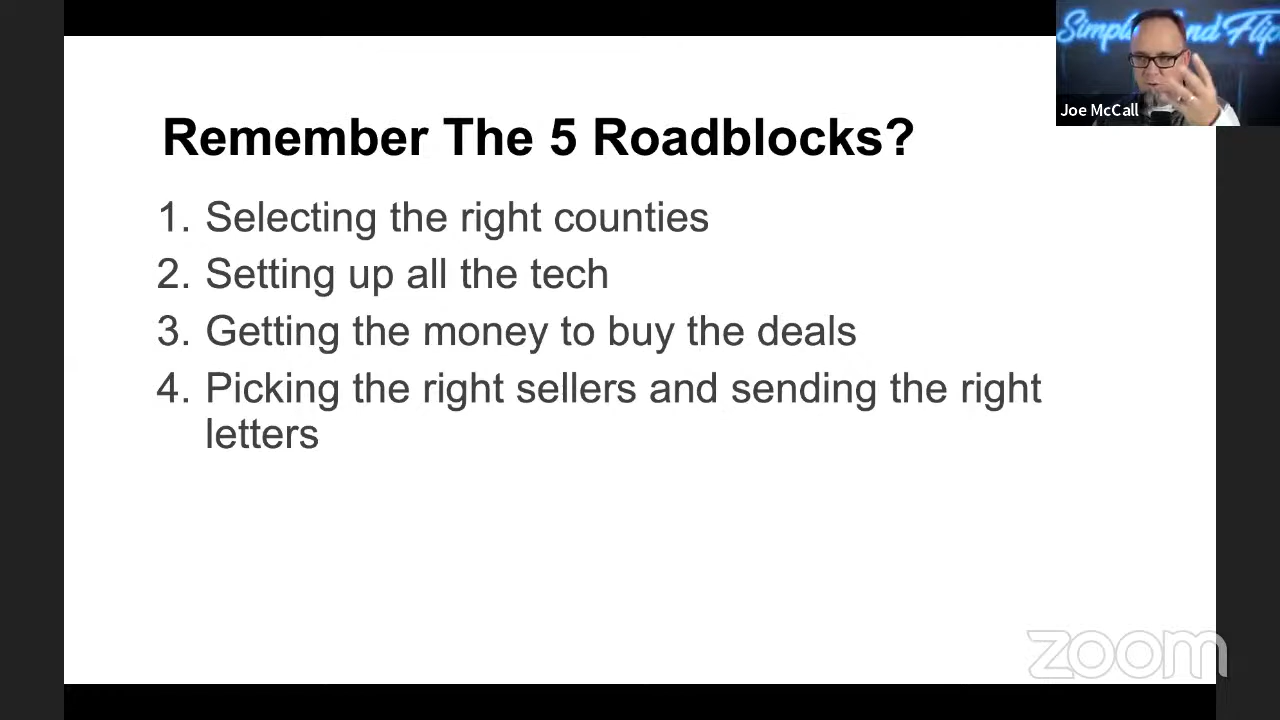 Remember The 5 Roadblocks?
1. Selecting the right counties
2. Setting up all the tech
3. Getting the money to buy the deals
4. Picking the right sellers and sending the right
letters
Joe McCall
zoom